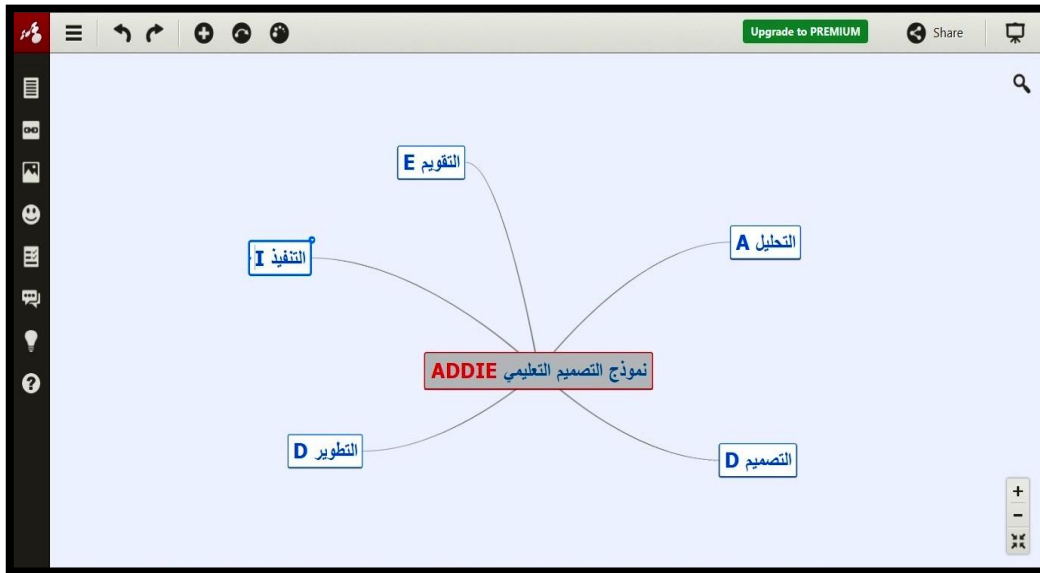 Upgrade to PREMIUM
Share
التقويم E
التحليل A
التنفيذ I
نموذج التصميم التعليمي ADDIE
التطوير D
التصميم D